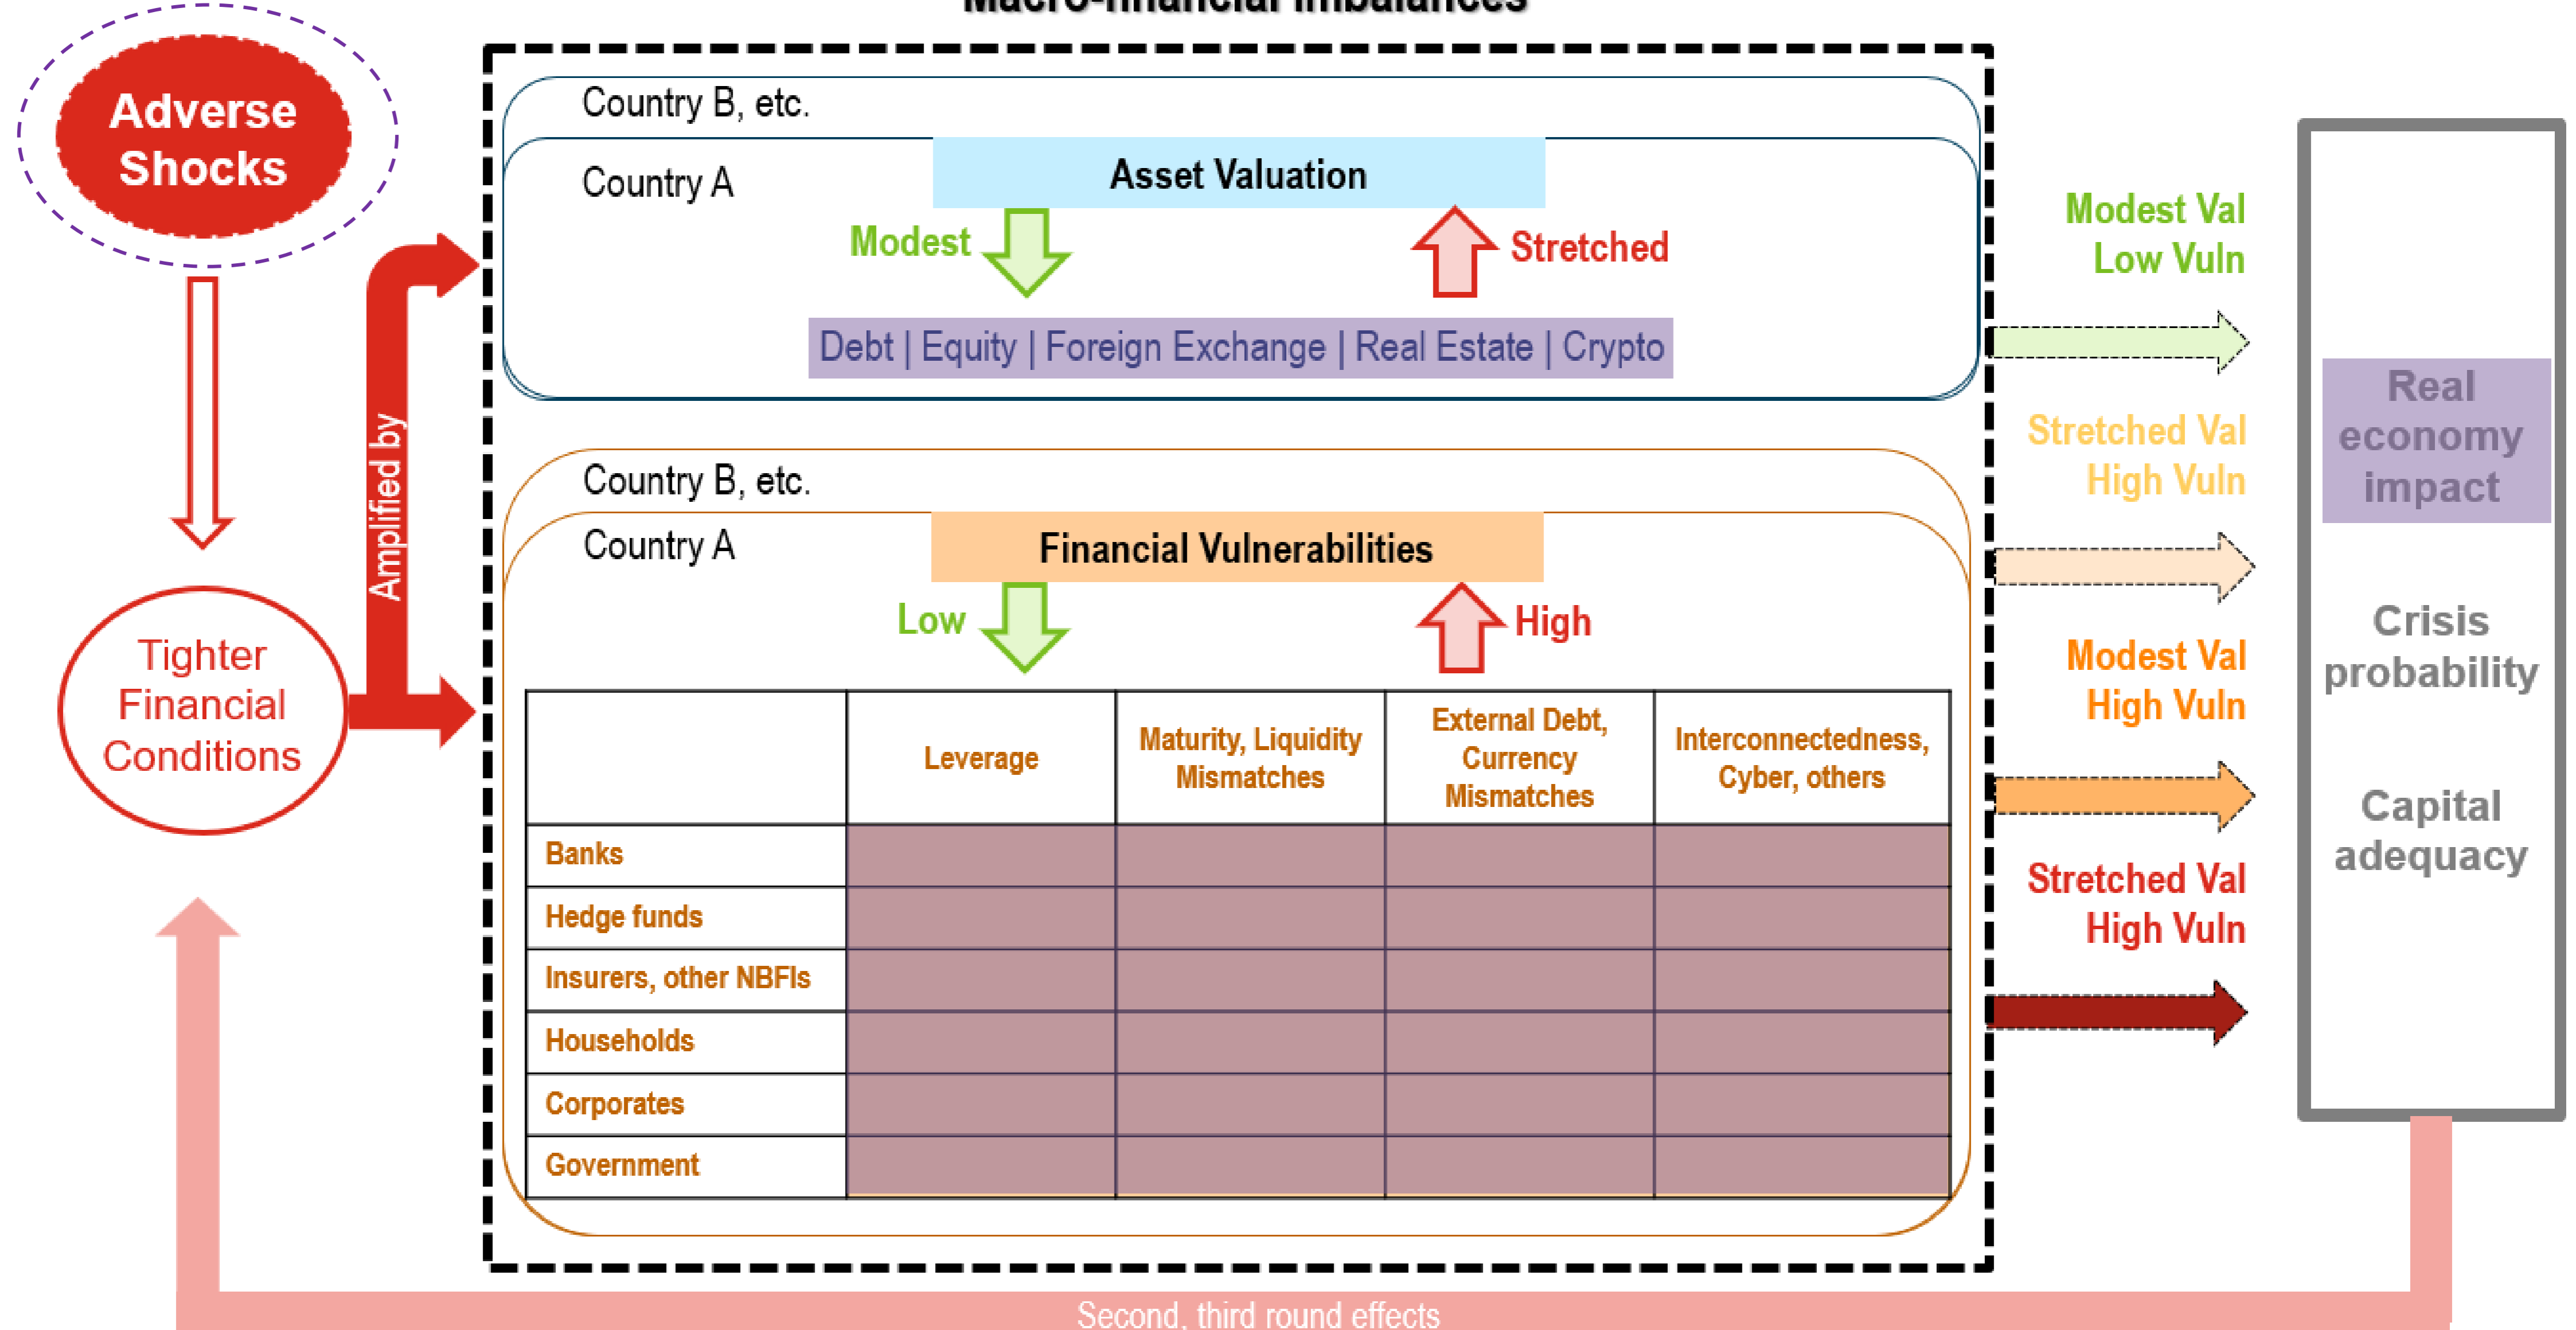 Macro-financial imbalances
Adverse
Shocks
Tighter
Financial
Conditions
Amplified by
Country B, etc.
Country A
Asset Valuation
Modest
Stretched
Debt | Equity | Foreign Exchange | Real Estate | Crypto
Country B, etc.
Country A
Financial Vulnerabilities
Low
High
Leverage
Maturity, Liquidity
Mismatches
External Debt,
Currency
Mismatches
Interconnectedness,
Cyber, others
Banks
Hedge funds
Insurers, other NBFIs
Households
Corporates
Government
Modest Val
Low Vuln
Stretched Val
High Vuln
Modest Val
High Vuln
Stretched Val
High Vuln
Real
economy
impact
Crisis
probability
Capital
adequacy
Second, third round effects